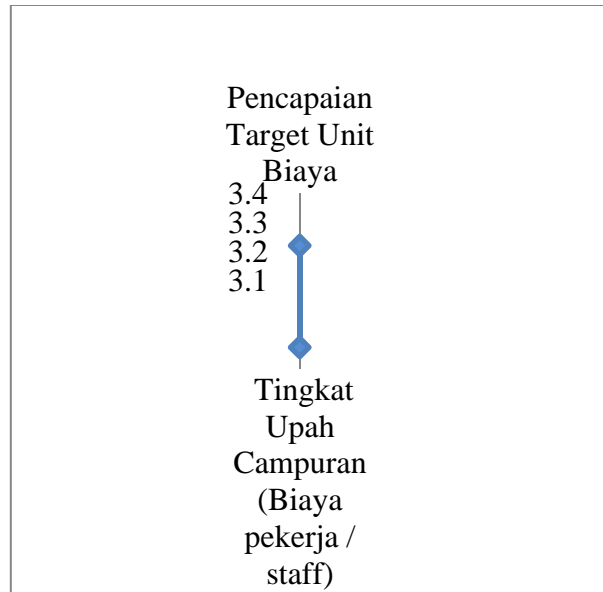 Pencapaian
Target Unit
Biaya
3.4
3.3
3.2
3.1
Tingkat
Upah
Campuran
(Biaya
pekerja /
staff)